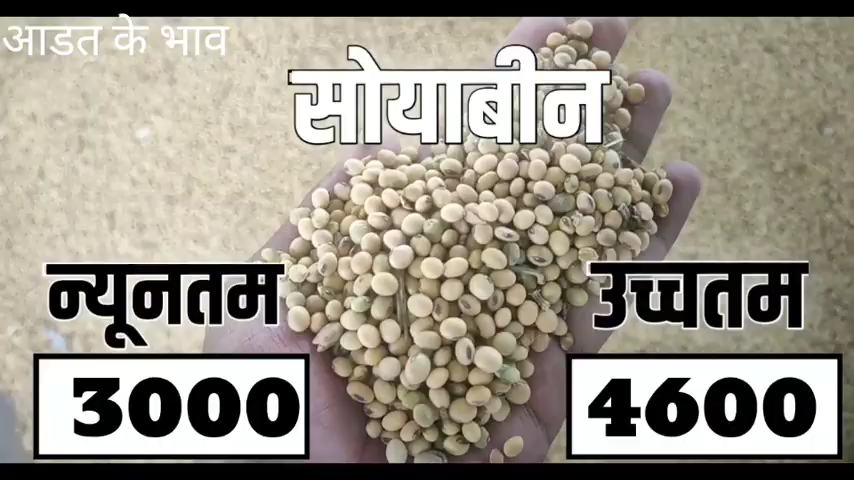 आडत के भाव
सोयाबीन
न्यूनतम
उच्चतम
3000
4600